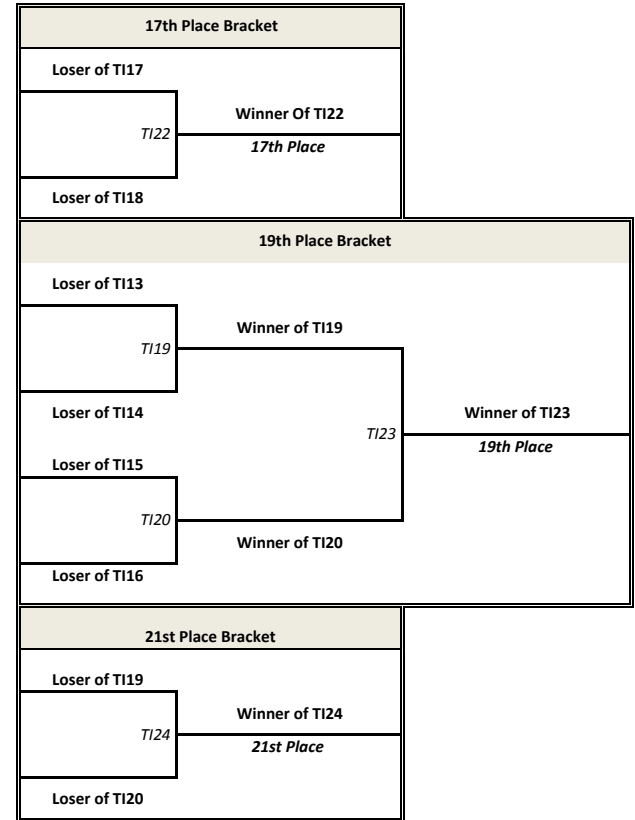 17th Place Bracket
Loser of TI17
Winner Of TI22
TI22
17th Place
Loser of TI18
19th Place Bracket
Loser of TI13
Winner of TI19
TI19
Loser of TI14
Winner of TI23
TI23
19th Place
Loser of TI15
TI20
Winner of TI20
Loser of TI16
21st Place Bracket
Loser of TI19
Winner of TI24
TI24
21st Place
Loser of TI20